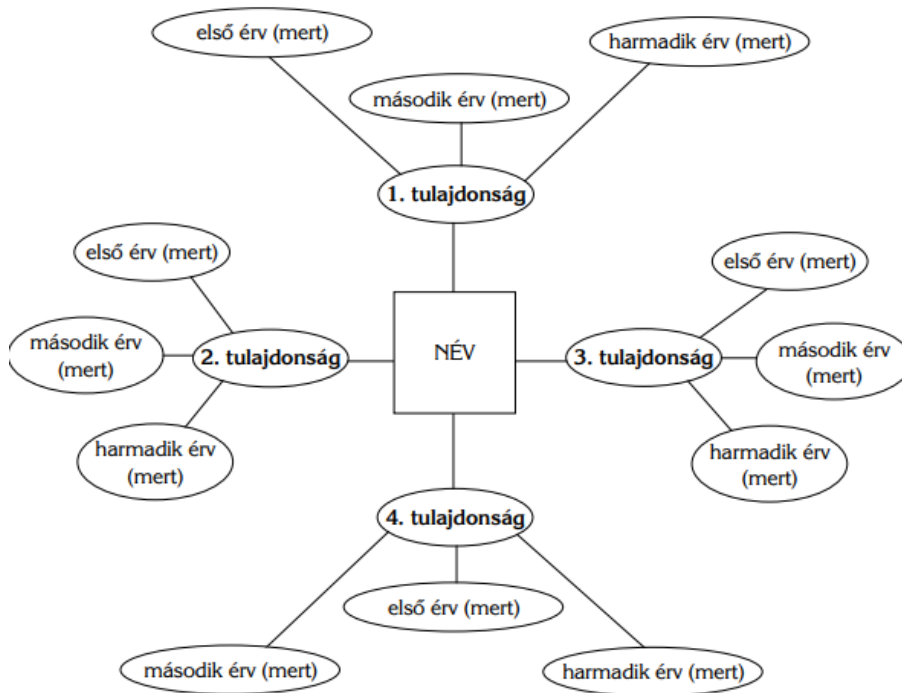 első érv (mert)
harmadik érv (mert)
második érv (mert)
1. tulajdonság
első érv (mert)
második érv
(mert)
2. tulajdonság
harmadik érv
(mert)
NÉV
első érv (mert)
3. tulajdonság
második érv
(mert)
harmadik érv
(mert)
4. tulajdonság
első érv (mert)
második érv (mert)
harmadik érv (mert)